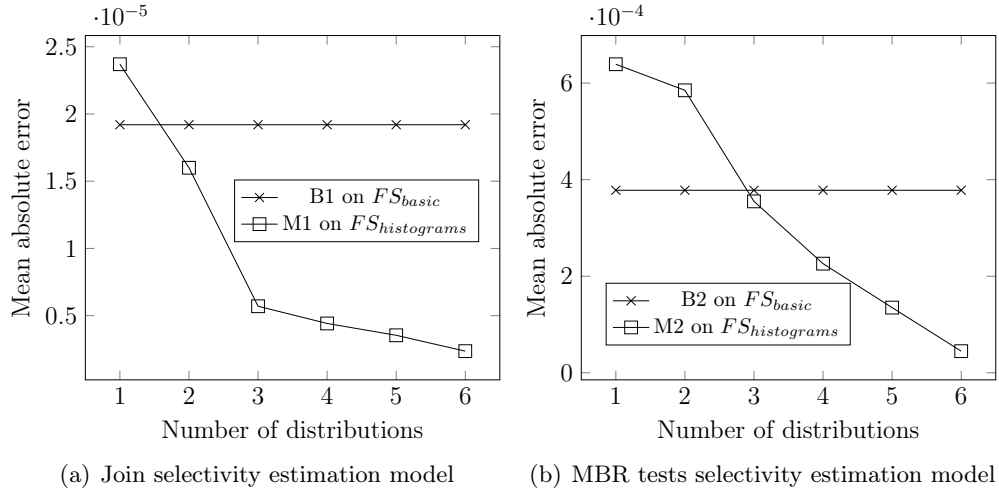 ·10⁻⁵
2.5
2
1.5
1
0.5
Mean absolute error
B1 on FS_basic
M1 on FS_histograms
1 2 3 4 5 6
Number of distributions
(a) Join selectivity estimation model
·10⁻⁴
6
4
2
0
Mean absolute error
B2 on FS_basic
M2 on FS_histograms
1 2 3 4 5 6
Number of distributions
(b) MBR tests selectivity estimation model